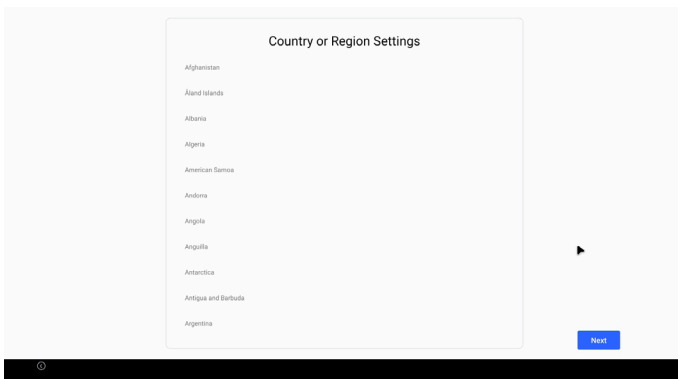 Country or Region Settings
Afghanistan
Åland Islands
Albania
Algeria
American Samoa
Andorra
Angola
Anguilla
Antarctica
Antigua and Barbuda
Argentina
Next